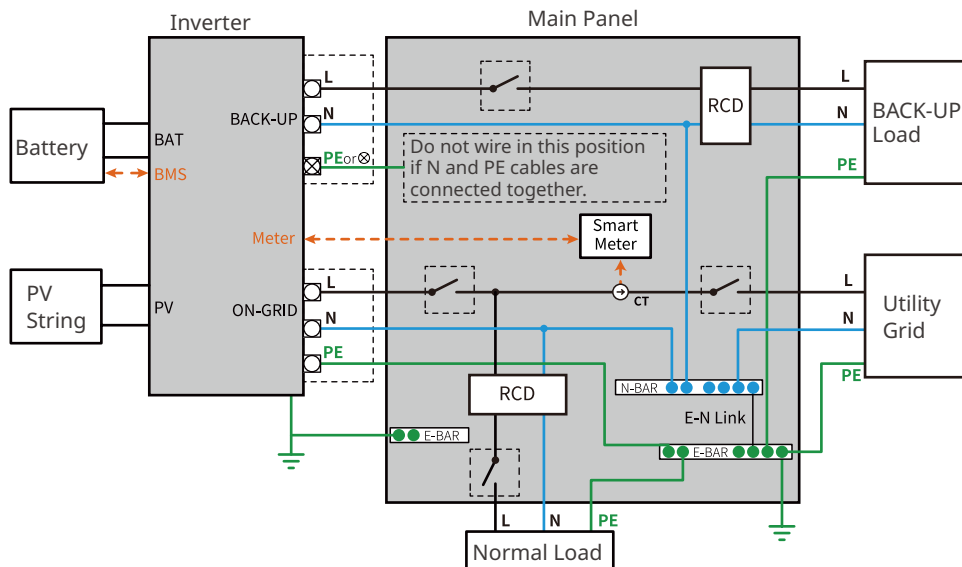 Inverter
Main Panel
L
N
BACK-UP
PE or ⊗
Battery
BAT
BMS
RCD
L
N
BACK-UP
Load
PE
Do not wire in this position
if N and PE cables are
connected together.
Meter
Smart
Meter
PV
String
PV
L
ON-GRID
N
PE
CT
L
N
PE
Utility
Grid
N-BAR
RCD
E-N Link
E-BAR
E-BAR
L
N
PE
Normal Load